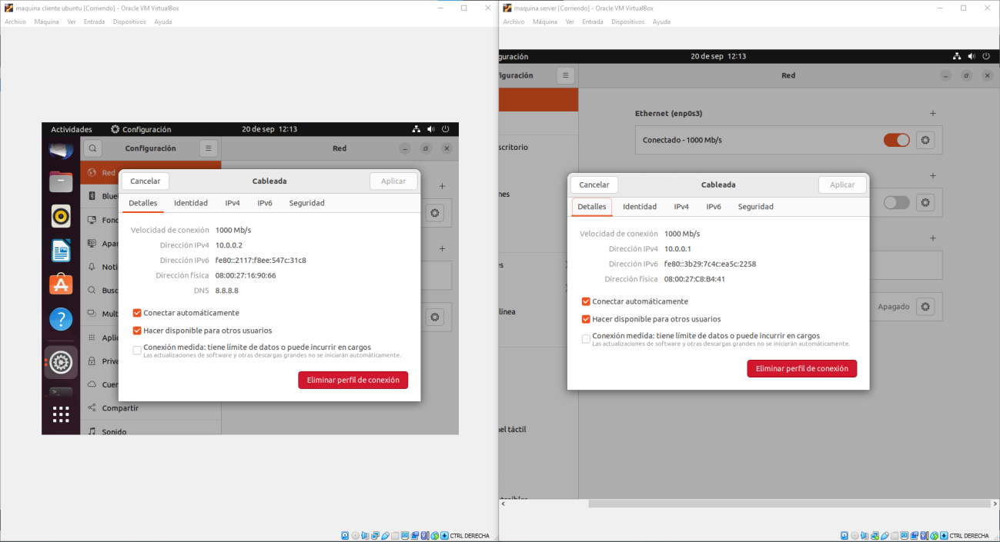 maquina cliente ubuntu [Corriendo] - Oracle VM VirtualBox
Archivo Máquina Ver Entrada Dispositivos Ayuda
Actividades Configuración 20 de sep 12:13
Configuración Red
Red
Blue
Fond
Apar
Noti
Busc
Mult
Aplic
Priva
Cuen
Compartir
Sonido
Cancelar Cableada Aplicar
Detalles Identidad IPv4 IPv6 Seguridad
Velocidad de conexión 1000 Mb/s
Dirección IPv4 10.0.0.2
Dirección IPv6 fe80::2117:f8ee:547c:31c8
Dirección física 08:00:27:16:90:66
DNS 8.8.8.8
Conectar automáticamente
Hacer disponible para otros usuarios
Conexión medida: tiene límite de datos o puede incurrir en cargos
Las actualizaciones de software y otras descargas grandes no se iniciarán automáticamente.
Eliminar perfil de conexión
CTRL DERECHA
maquina server [Corriendo] - Oracle VM VirtualBox
Archivo Máquina Ver Entrada Dispositivos Ayuda
iguración 20 de sep 12:13
figuración Red
scritorio
nes
es
línea
el táctil
Ethernet (enp0s3)
Conectado - 1000 Mb/s
Apagado
Cancelar Cableada Aplicar
Detalles Identidad IPv4 IPv6 Seguridad
Velocidad de conexión 1000 Mb/s
Dirección IPv4 10.0.0.1
Dirección IPv6 fe80::3b29:7c4c:ea5c:2258
Dirección física 08:00:27:C8:B4:41
Conectar automáticamente
Hacer disponible para otros usuarios
Conexión medida: tiene límite de datos o puede incurrir en cargos
Las actualizaciones de software y otras descargas grandes no se iniciarán automáticamente.
Eliminar perfil de conexión
CTRL DERECHA